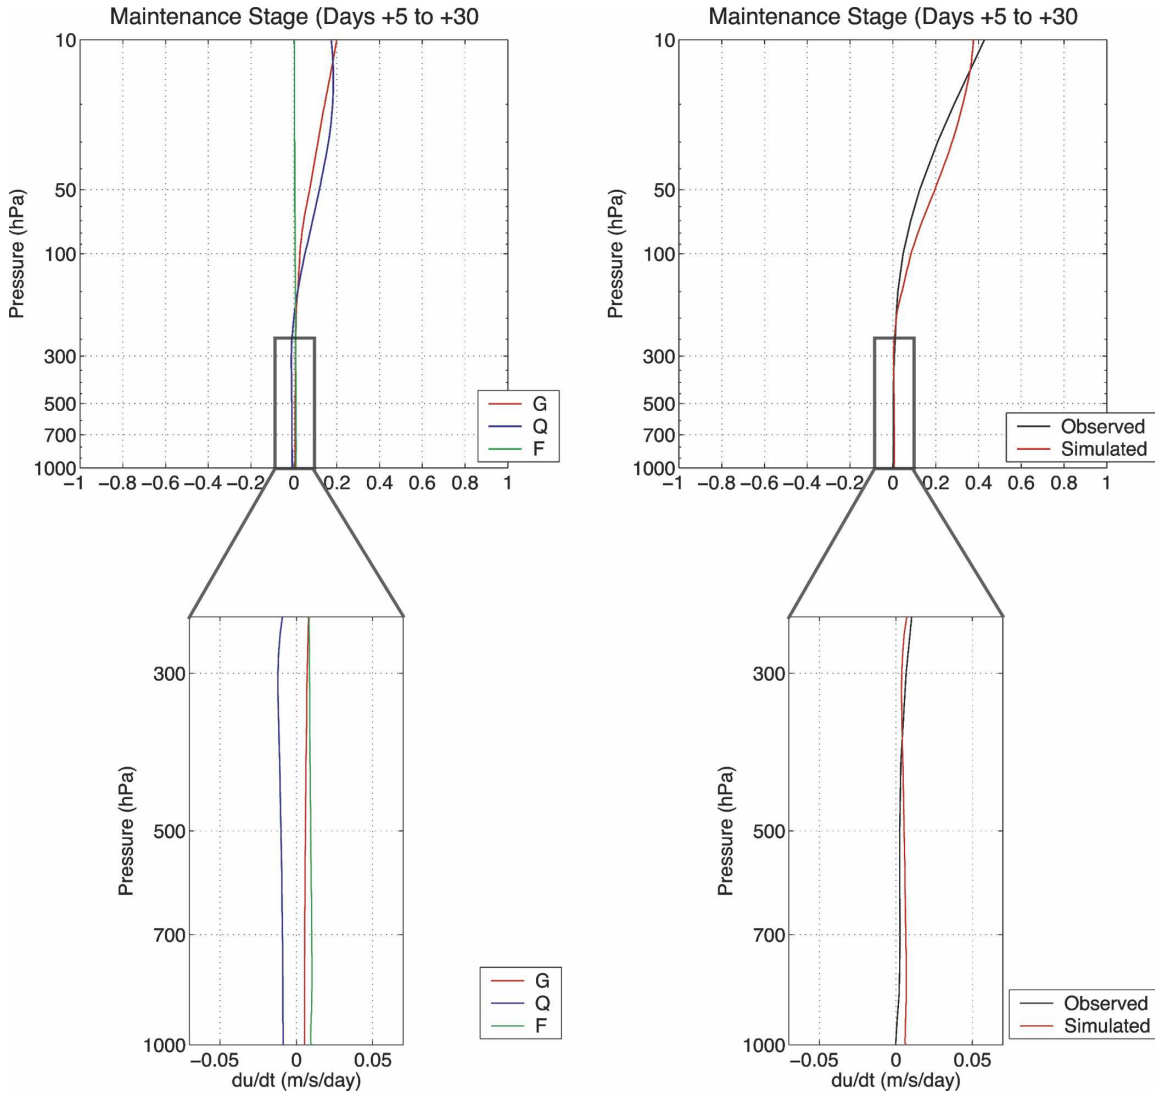 Maintenance Stage (Days +5 to +30
Maintenance Stage (Days +5 to +30
Pressure (hPa)
10
50
100
300
500
700
1000
−1 −0.8 −0.6 −0.4 −0.2 0 0.2 0.4 0.6 0.8 1
G
Q
F
Pressure (hPa)
10
50
100
300
500
700
1000
−1 −0.8 −0.6 −0.4 −0.2 0 0.2 0.4 0.6 0.8 1
Observed
Simulated
Pressure (hPa)
300
500
700
1000
−0.05 0 0.05
du/dt (m/s/day)
G
Q
F
Pressure (hPa)
300
500
700
1000
−0.05 0 0.05
du/dt (m/s/day)
Observed
Simulated